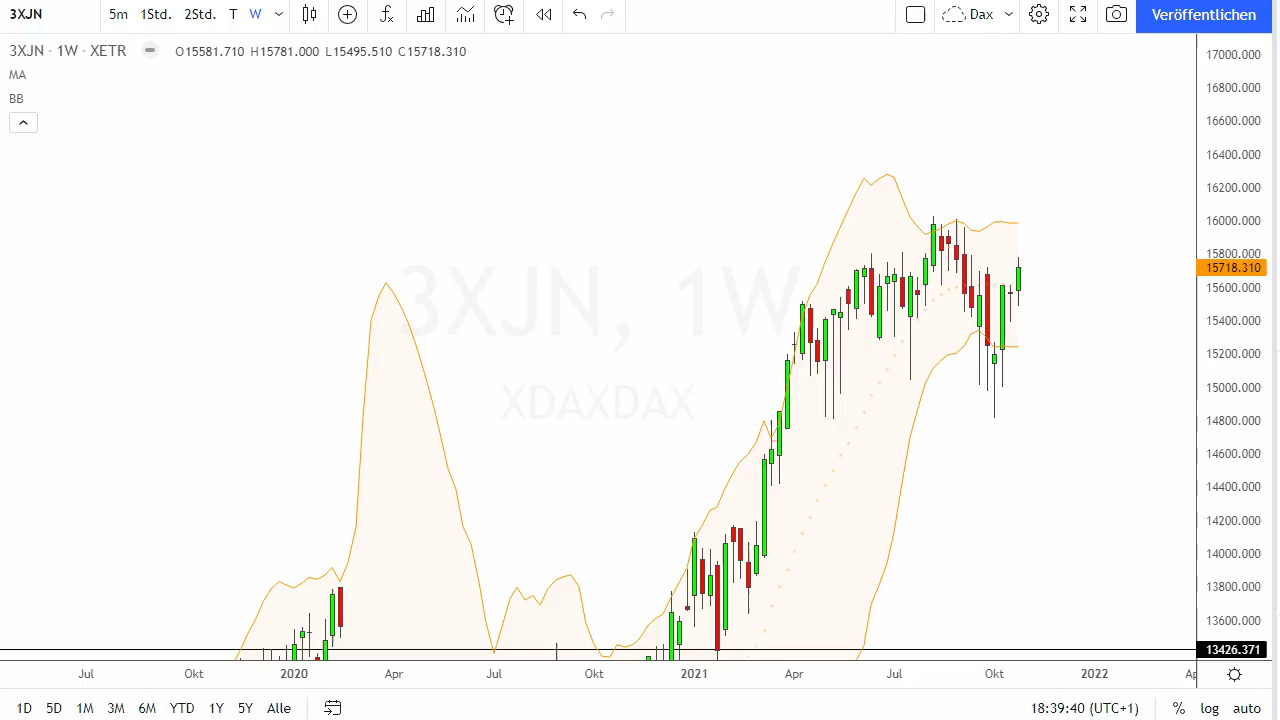 3XJN 5m 1Std. 2Std. T W Dax Veröffentlichen
3XJN · 1W · XETR O15581.710 H15781.000 L15495.510 C15718.310
MA
BB
3XJN, 1W
XDAXDAX
17000.000
16800.000
16600.000
16400.000
16200.000
16000.000
15800.000
15718.310
15600.000
15400.000
15200.000
15000.000
14800.000
14600.000
14400.000
14200.000
14000.000
13800.000
13600.000
13426.371
Jul Okt 2020 Apr Jul Okt 2021 Apr Jul Okt 2022 Ap
1D 5D 1M 3M 6M YTD 1Y 5Y Alle 18:39:40 (UTC+1) % log auto